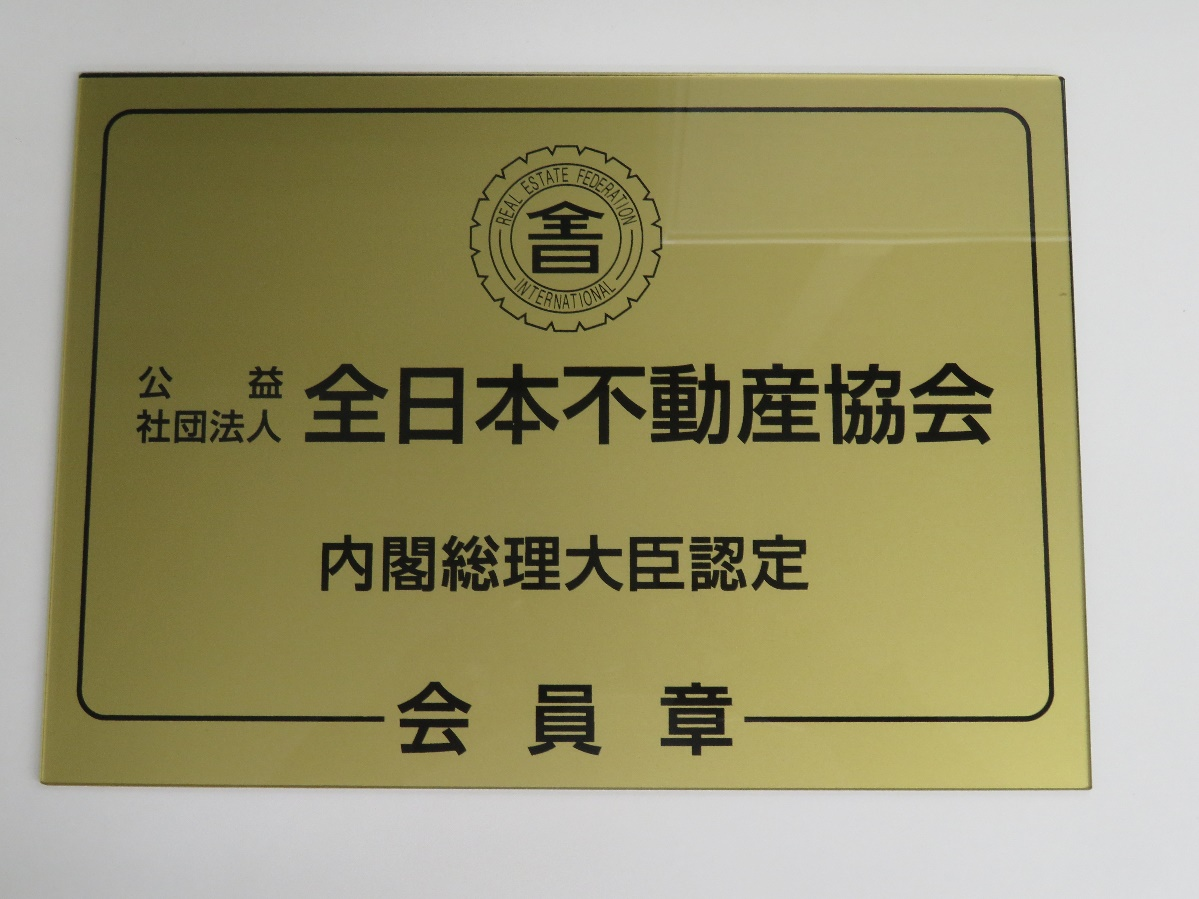 REAL ESTATE FEDERATION
全日
INTERNATIONAL
公益
社団法人
全日本不動産協会
内閣総理大臣認定
会員章